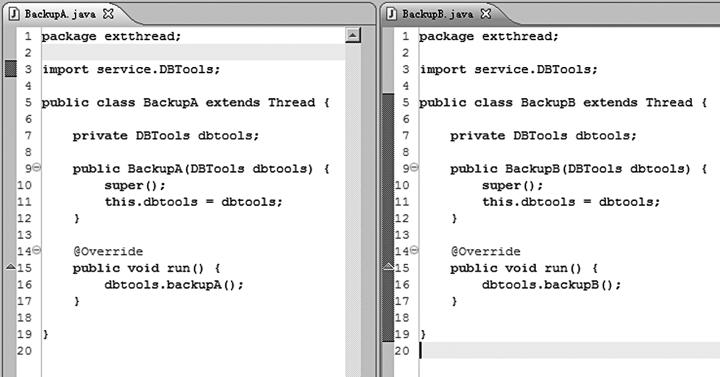 BackupA.java
1 package extthread;
2
3 import service.DBTools;
4
5 public class BackupA extends Thread {
6
7 private DBTools dbtools;
8
9 public BackupA(DBTools dbtools) {
10 super();
11 this.dbtools = dbtools;
12 }
13
14 @Override
15 public void run() {
16 dbtools.backupA();
17 }
18
19 }
20
BackupB.java
1 package extthread;
2
3 import service.DBTools;
4
5 public class BackupB extends Thread {
6
7 private DBTools dbtools;
8
9 public BackupB(DBTools dbtools) {
10 super();
11 this.dbtools = dbtools;
12 }
13
14 @Override
15 public void run() {
16 dbtools.backupB();
17 }
18
19 }
20